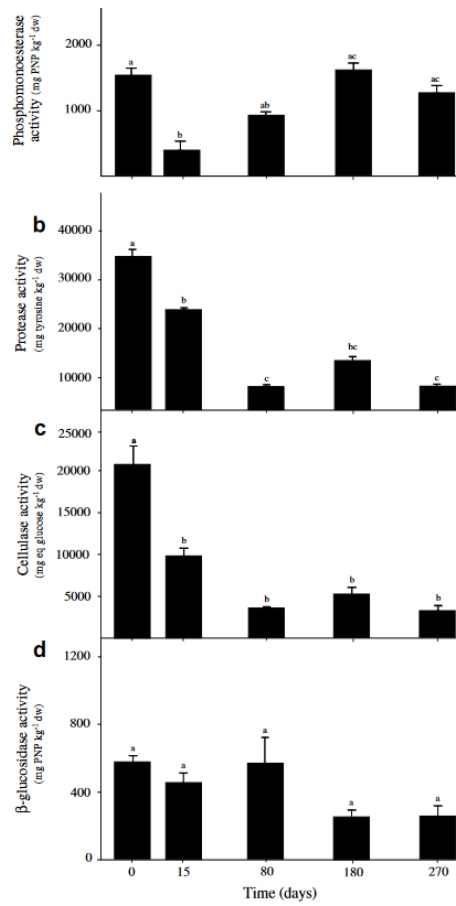 Phosphomonoesterase
activity (mg PNP kg⁻¹ dw)
2000
1000
a
b
ab
ac
ac
b
Protease activity
(mg tyrosine kg⁻¹ dw)
40000
30000
20000
10000
a
b
c
bc
c
c
Cellulase activity
(mg eq glucose kg⁻¹ dw)
25000
20000
15000
10000
5000
a
b
b
b
b
d
β-glucosidase activity
(mg PNP kg⁻¹ dw)
1200
800
400
0
a
a
a
a
a
0 15 80 180 270
Time (days)